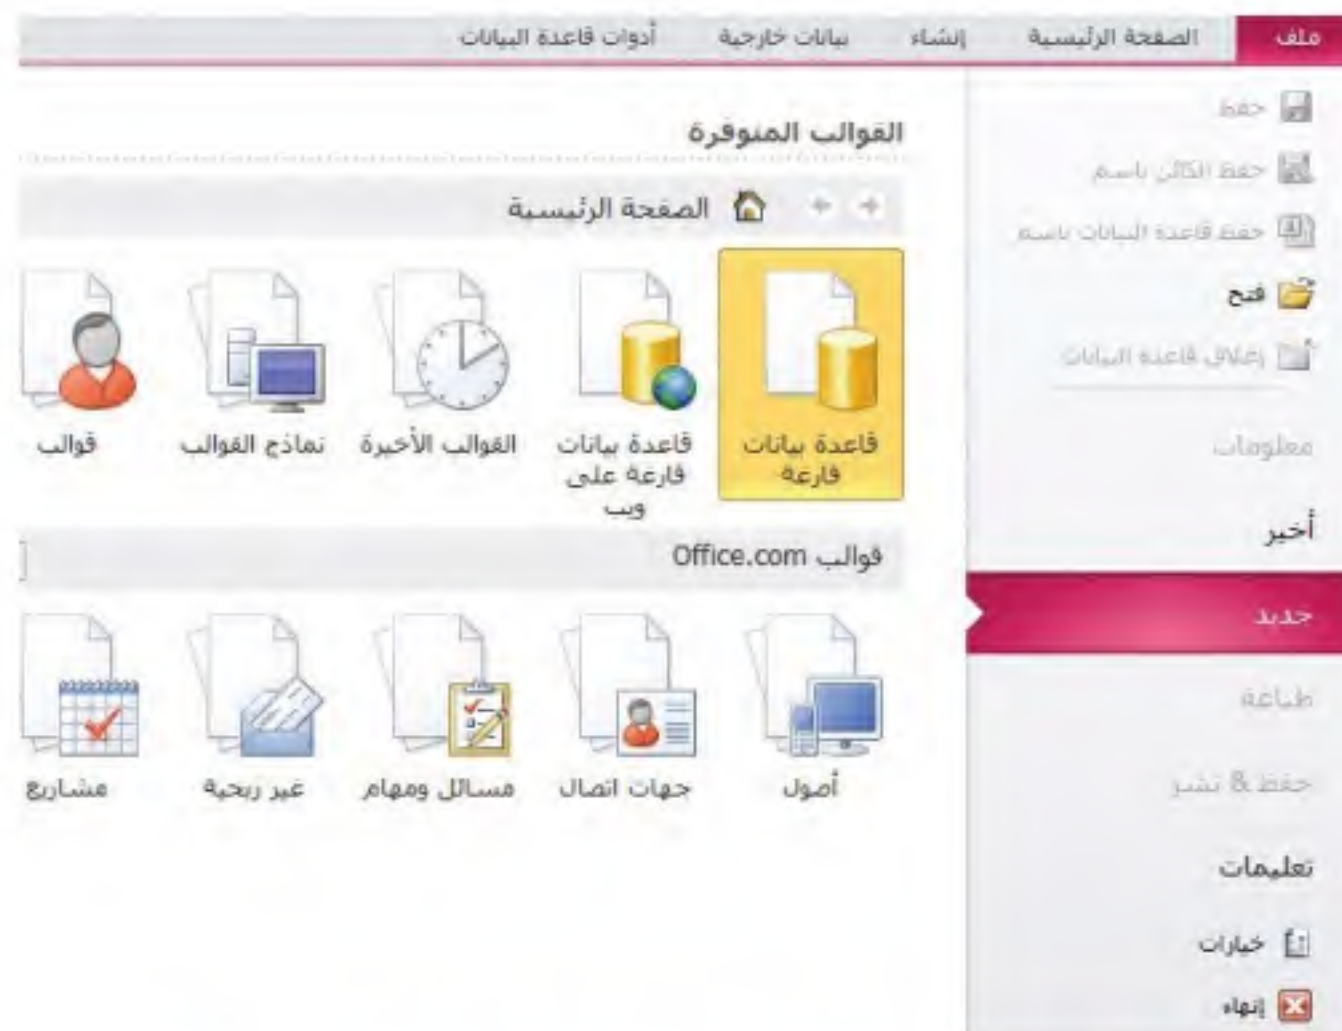 ملف الصفحة الرئيسية إنشاء بيانات خارجية أدوات قاعدة البيانات
حفظ
حفظ الكائن باسم
حفظ قاعدة البيانات باسم
فتح
إغلاق قاعدة البيانات
معلومات
أخير
جديد
طباعة
حفظ & نشر
تعليمات
خيارات
إنهاء
القوالب المتوفرة
الصفحة الرئيسية
قاعدة بيانات
فارغة
قاعدة بيانات
فارغة على
ويب
القوالب الأخيرة
نماذج القوالب
قوالب
قوالب Office.com
أصول
جهات اتصال
مسائل ومهام
غير ربحية
مشاريع